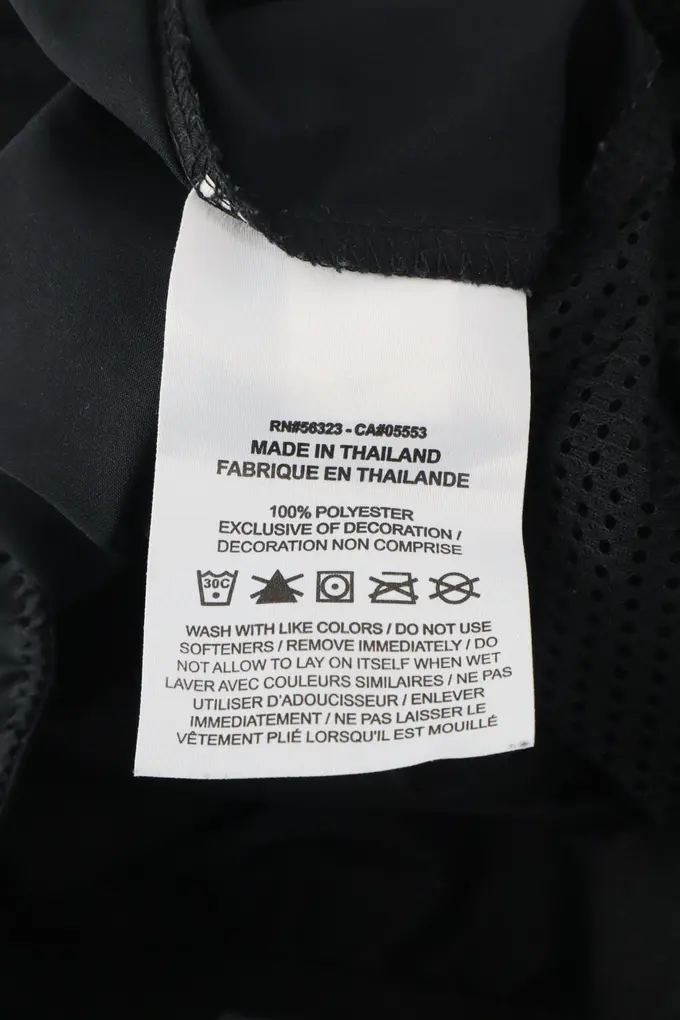 RN#56323 - CA#05553
MADE IN THAILAND
FABRIQUE EN THAILANDE
100% POLYESTER
EXCLUSIVE OF DECORATION /
DECORATION NON COMPRISE
30C
WASH WITH LIKE COLORS / DO NOT USE
SOFTENERS / REMOVE IMMEDIATELY / DO
NOT ALLOW TO LAY ON ITSELF WHEN WET
LAVER AVEC COULEURS SIMILAIRES / NE PAS
UTILISER D'ADOUCISSEUR / ENLEVER
IMMEDIATEMENT / NE PAS LAISSER LE
VÊTEMENT PLIÉ LORSQU'IL EST MOUILLÉ